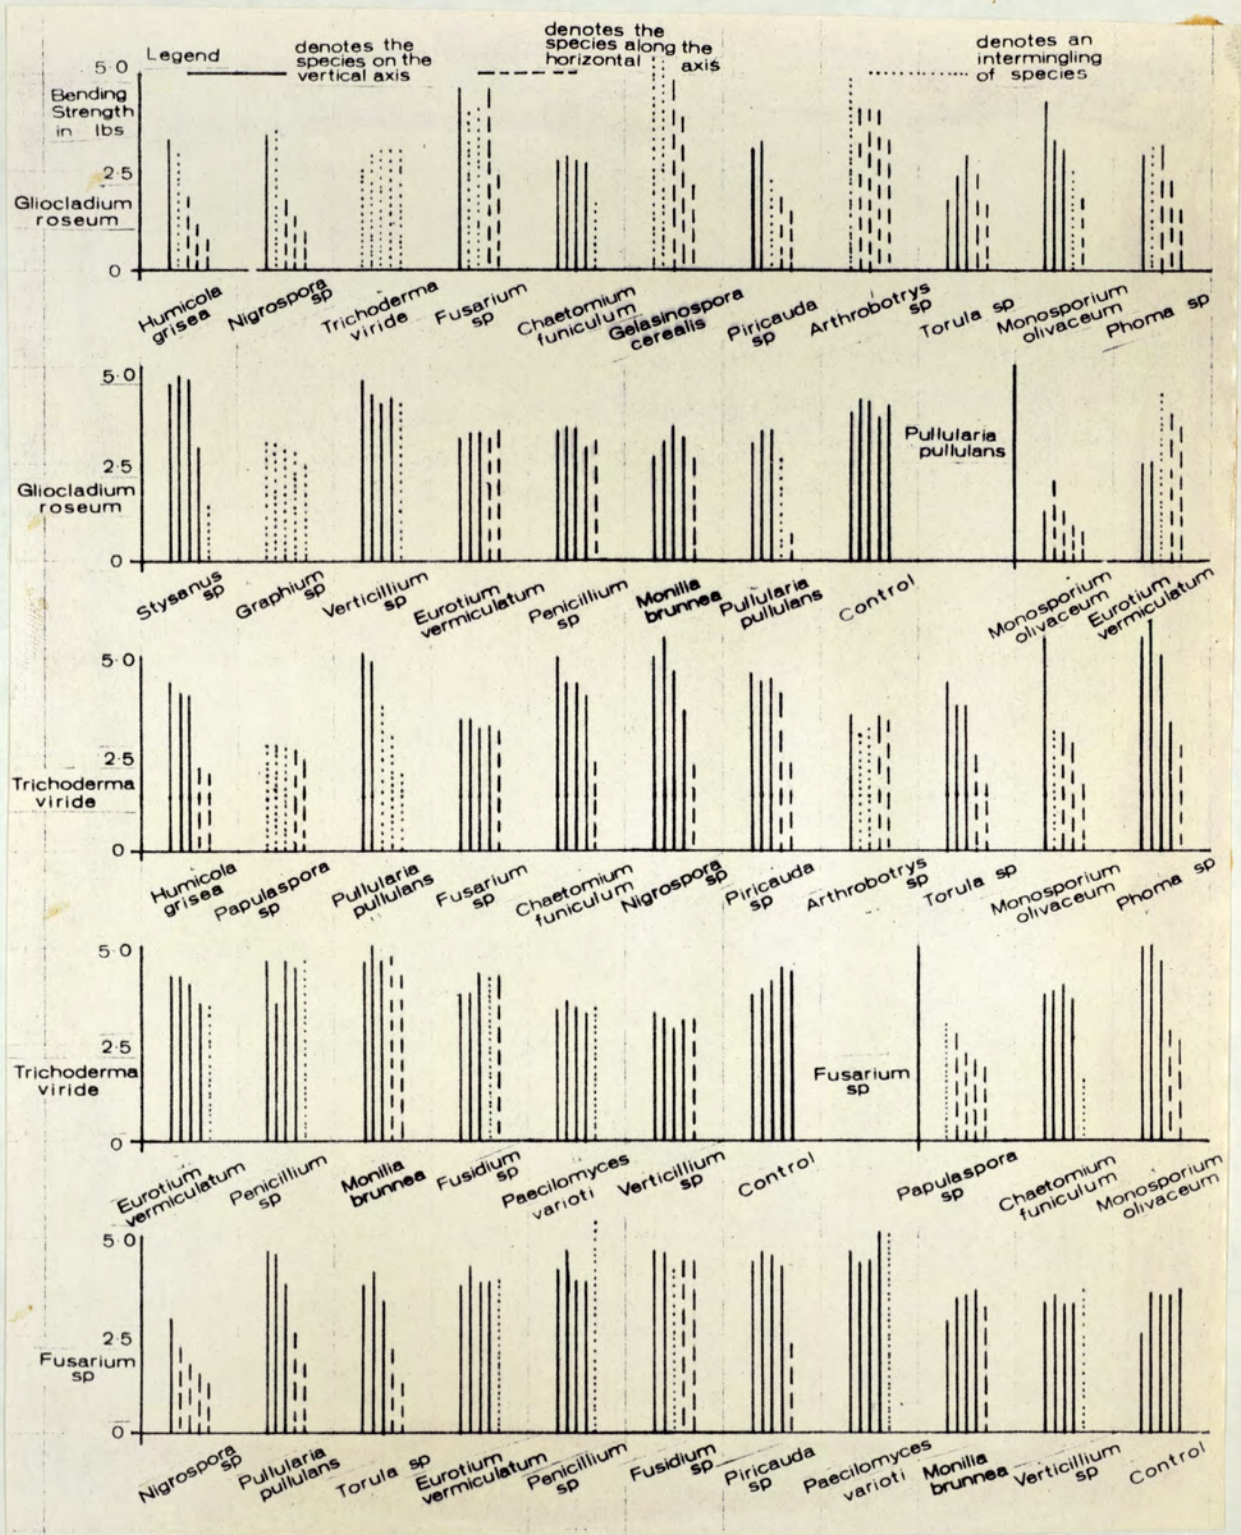 Legend
denotes the
species on the
vertical axis
denotes the
species along the
horizontal axis
denotes an
intermingling
of species
5·0
Bending
Strength
in lbs
2·5
Gliocladium
roseum
0
Humicola
grisea
Nigrospora
sp
Trichoderma
viride
Fusarium
sp
Chaetomium
funiculum
Gelasinospora
cerealis
Piricauda
sp
Arthrobotrys
sp
Torula sp
Monosporium
olivaceum
Phoma sp
5·0
2·5
Gliocladium
roseum
0
Pullularia
pullulans
Stysanus
sp
Graphium
sp
Verticillium
sp
Eurotium
vermiculatum
Penicillium
sp
Monilia
brunnea
Pullularia
pullulans
Control
Monosporium
olivaceum
Eurotium
vermiculatum
5·0
2·5
Trichoderma
viride
0
Humicola
grisea
Papulaspora
sp
Pullularia
pullulans
Fusarium
sp
Chaetomium
funiculum
Nigrospora
sp
Piricauda
sp
Arthrobotrys
sp
Torula sp
Monosporium
olivaceum
Phoma sp
5·0
2·5
Trichoderma
viride
0
Fusarium
sp
Eurotium
vermiculatum
Penicillium
sp
Monilia
brunnea
Fusidium
sp
Paecilomyces
varioti
Verticillium
sp
Control
Papulaspora
sp
Chaetomium
funiculum
Monosporium
olivaceum
5·0
2·5
Fusarium
sp
0
Nigrospora
sp
Pullularia
pullulans
Torula sp
Eurotium
vermiculatum
Penicillium
sp
Fusidium
sp
Piricauda
sp
Paecilomyces
varioti
Monilia
brunnea
Verticillium
sp
Control